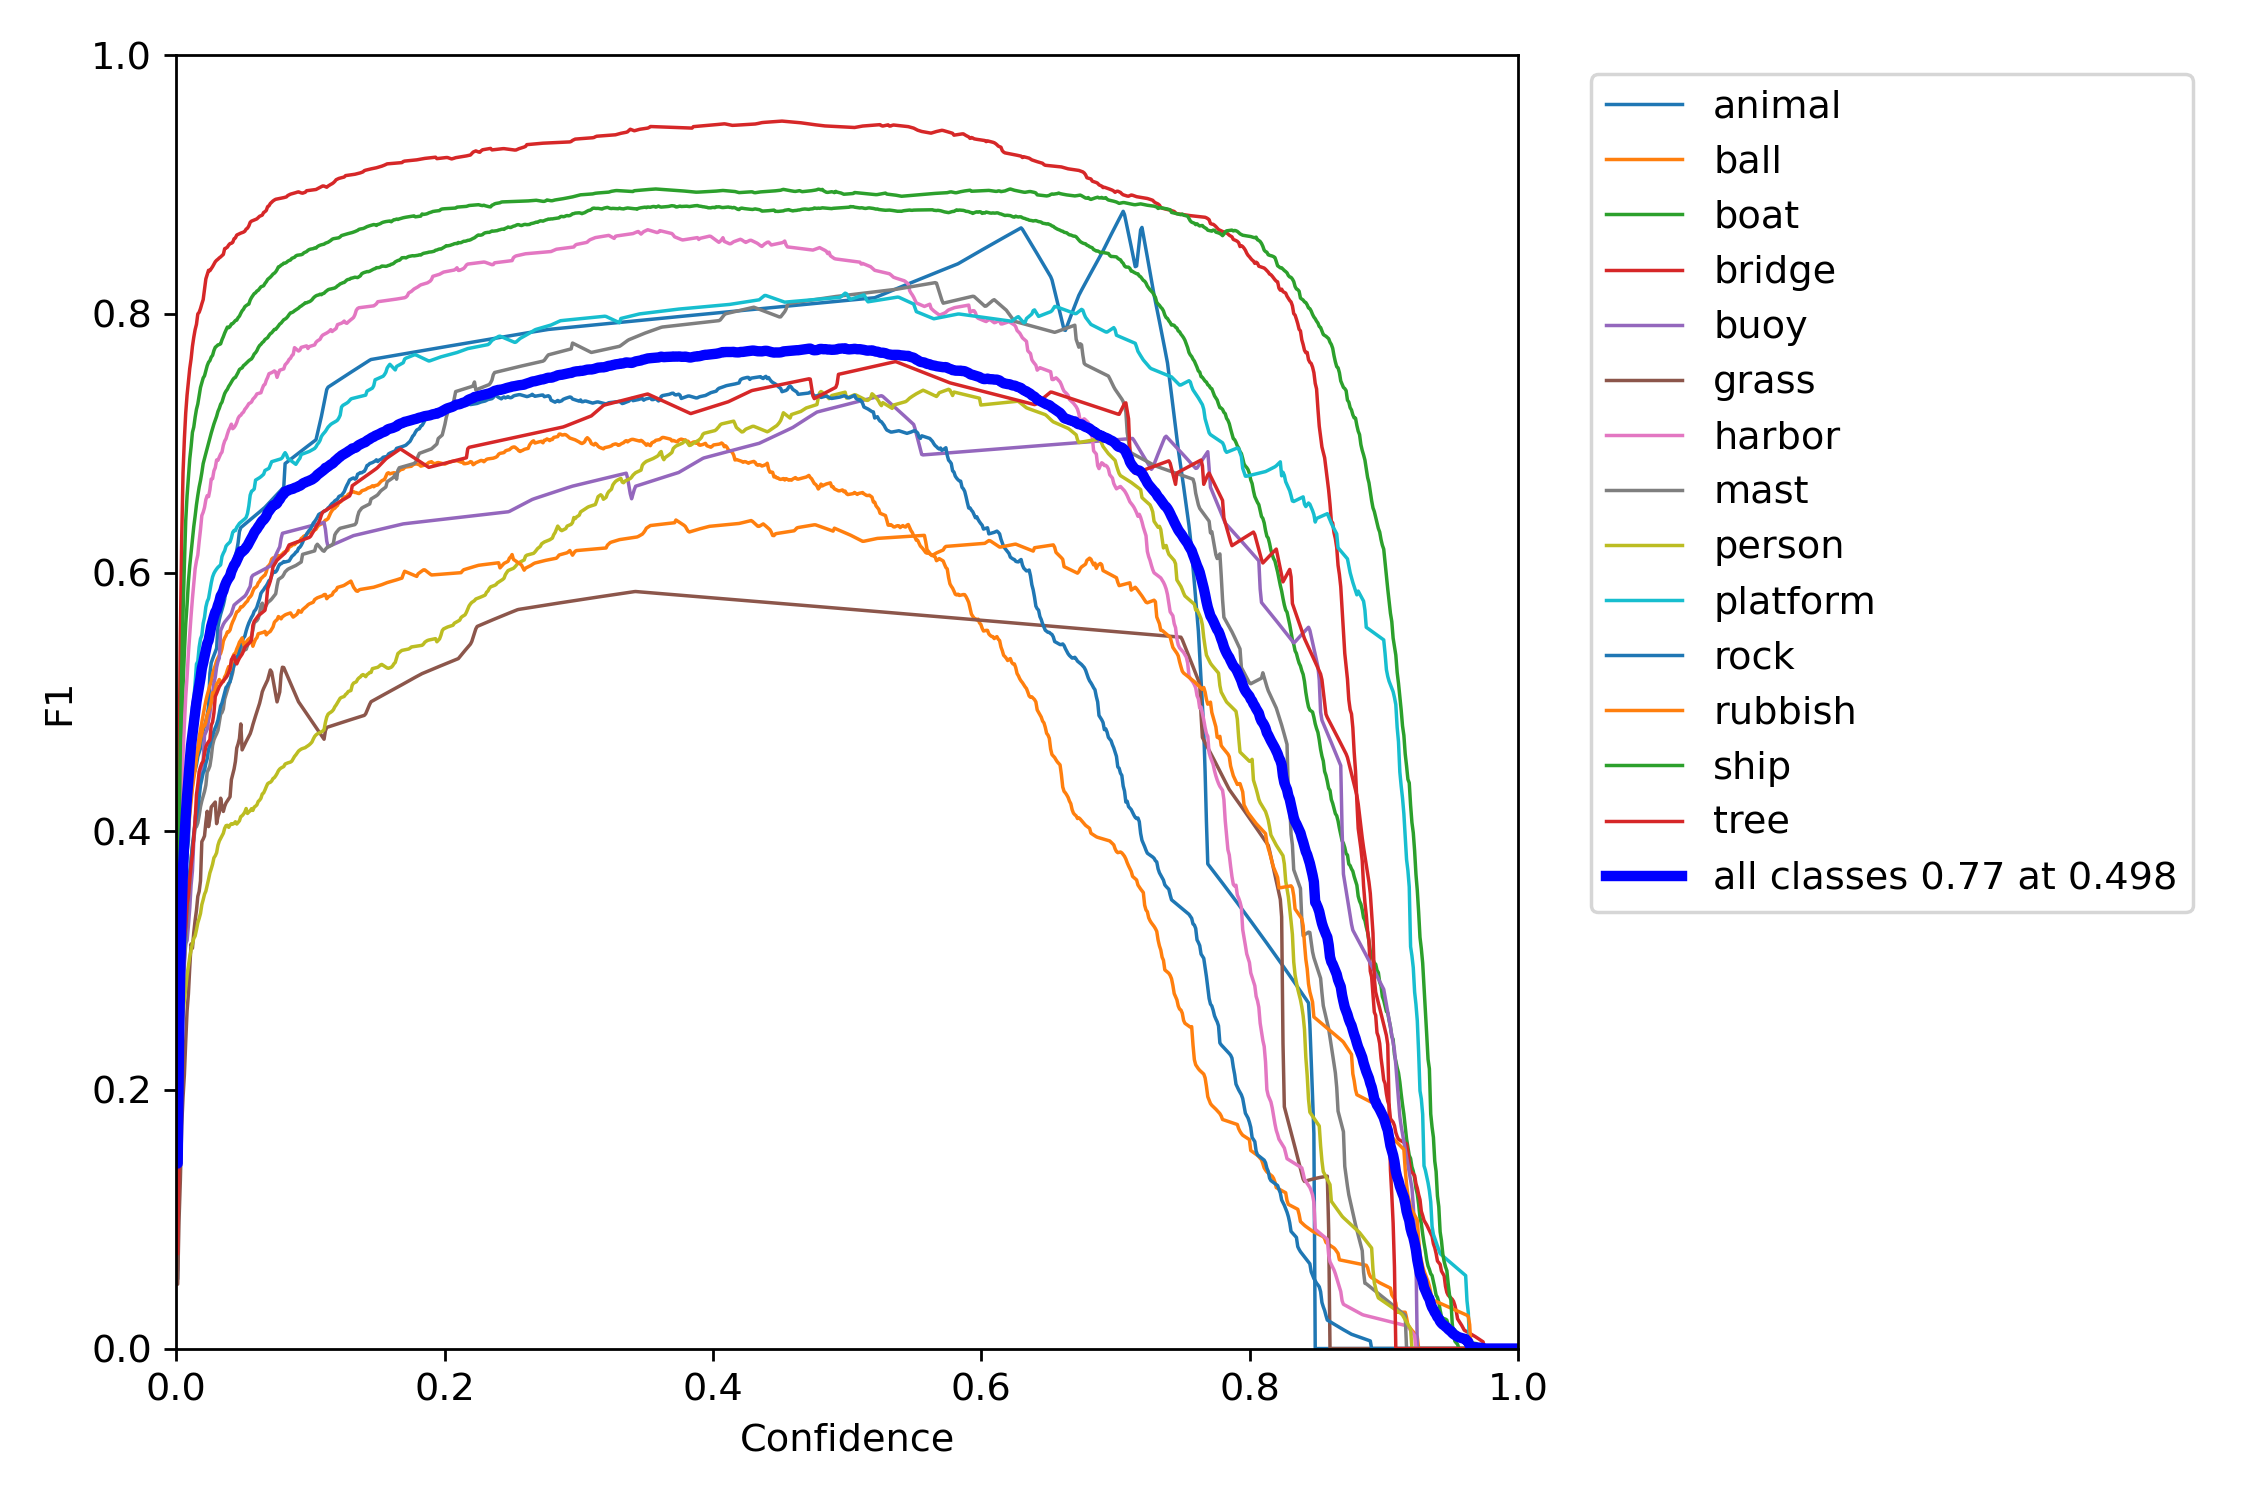 1.0
0.8
0.6
0.4
0.2
0.0
F1
0.0 0.2 0.4 0.6 0.8 1.0
Confidence
animal
ball
boat
bridge
buoy
grass
harbor
mast
person
platform
rock
rubbish
ship
tree
all classes 0.77 at 0.498